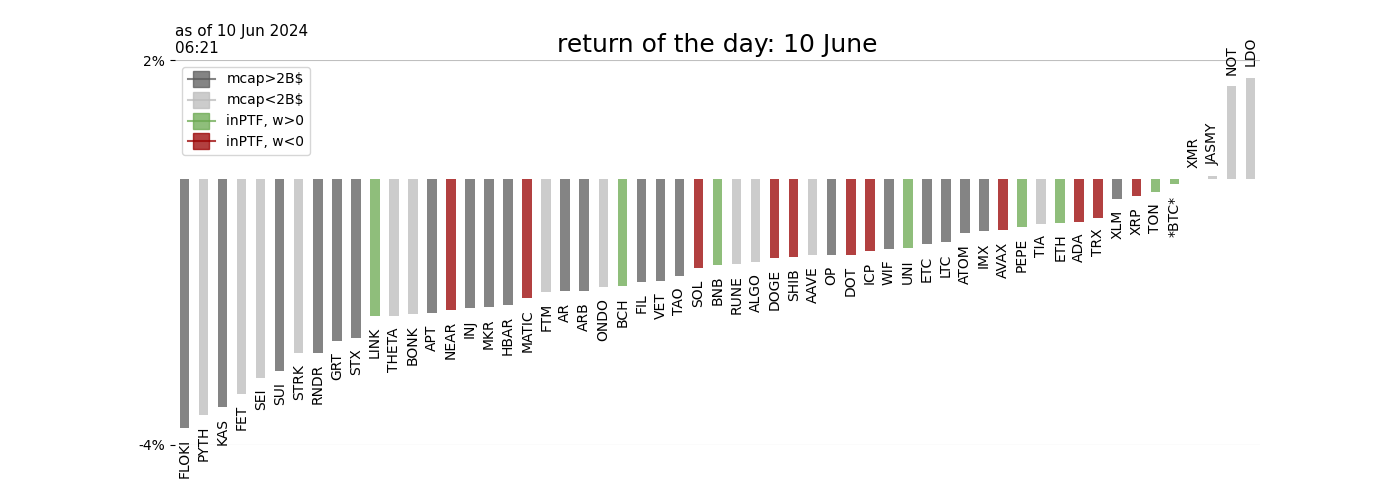 as of 10 Jun 2024
06:21
return of the day: 10 June
2%
mcap>2B$
mcap<2B$
inPTF, w>0
inPTF, w<0
-4%
FLOKI
PYTH
KAS
FET
SEI
SUI
STRK
RNDR
GRT
STX
LINK
THETA
BONK
APT
NEAR
INJ
MKR
HBAR
MATIC
FTM
AR
ARB
ONDO
BCH
FIL
VET
TAO
SOL
BNB
RUNE
ALGO
DOGE
SHIB
AAVE
OP
DOT
ICP
WIF
UNI
ETC
LTC
ATOM
IMX
AVAX
PEPE
TIA
ETH
ADA
TRX
XLM
XRP
TON
*BTC*
XMR
JASMY
NOT
LDO